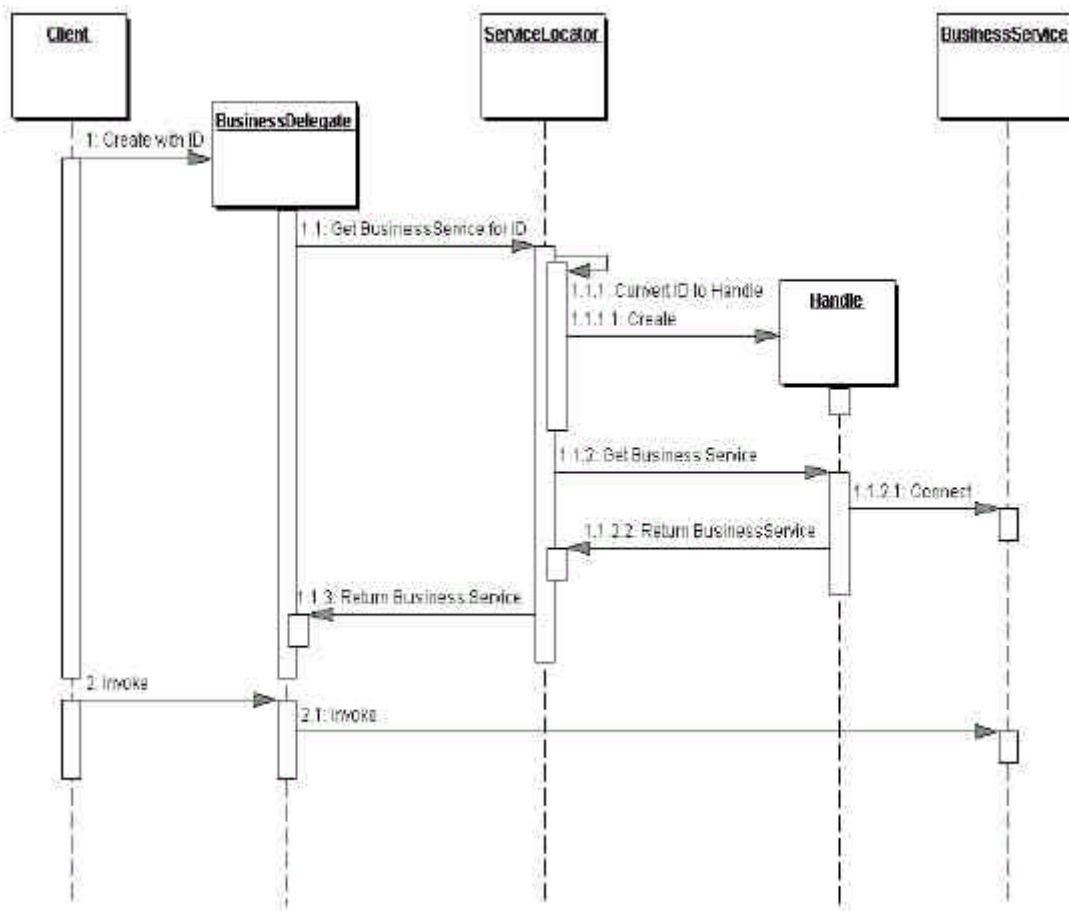 Client
ServiceLocator
BusinessService
BusinessDelegate
1: Create with ID
1.1: Get BusinessService for ID
1.1.1: Convert ID to Handle
Handle
1.1.1.1: Create
1.1.2: Get Business Service
1.1.2.1: Connect
1.1.2.2: Return BusinessService
1.1.3: Return Business Service
2: Invoke
2.1: Invoke